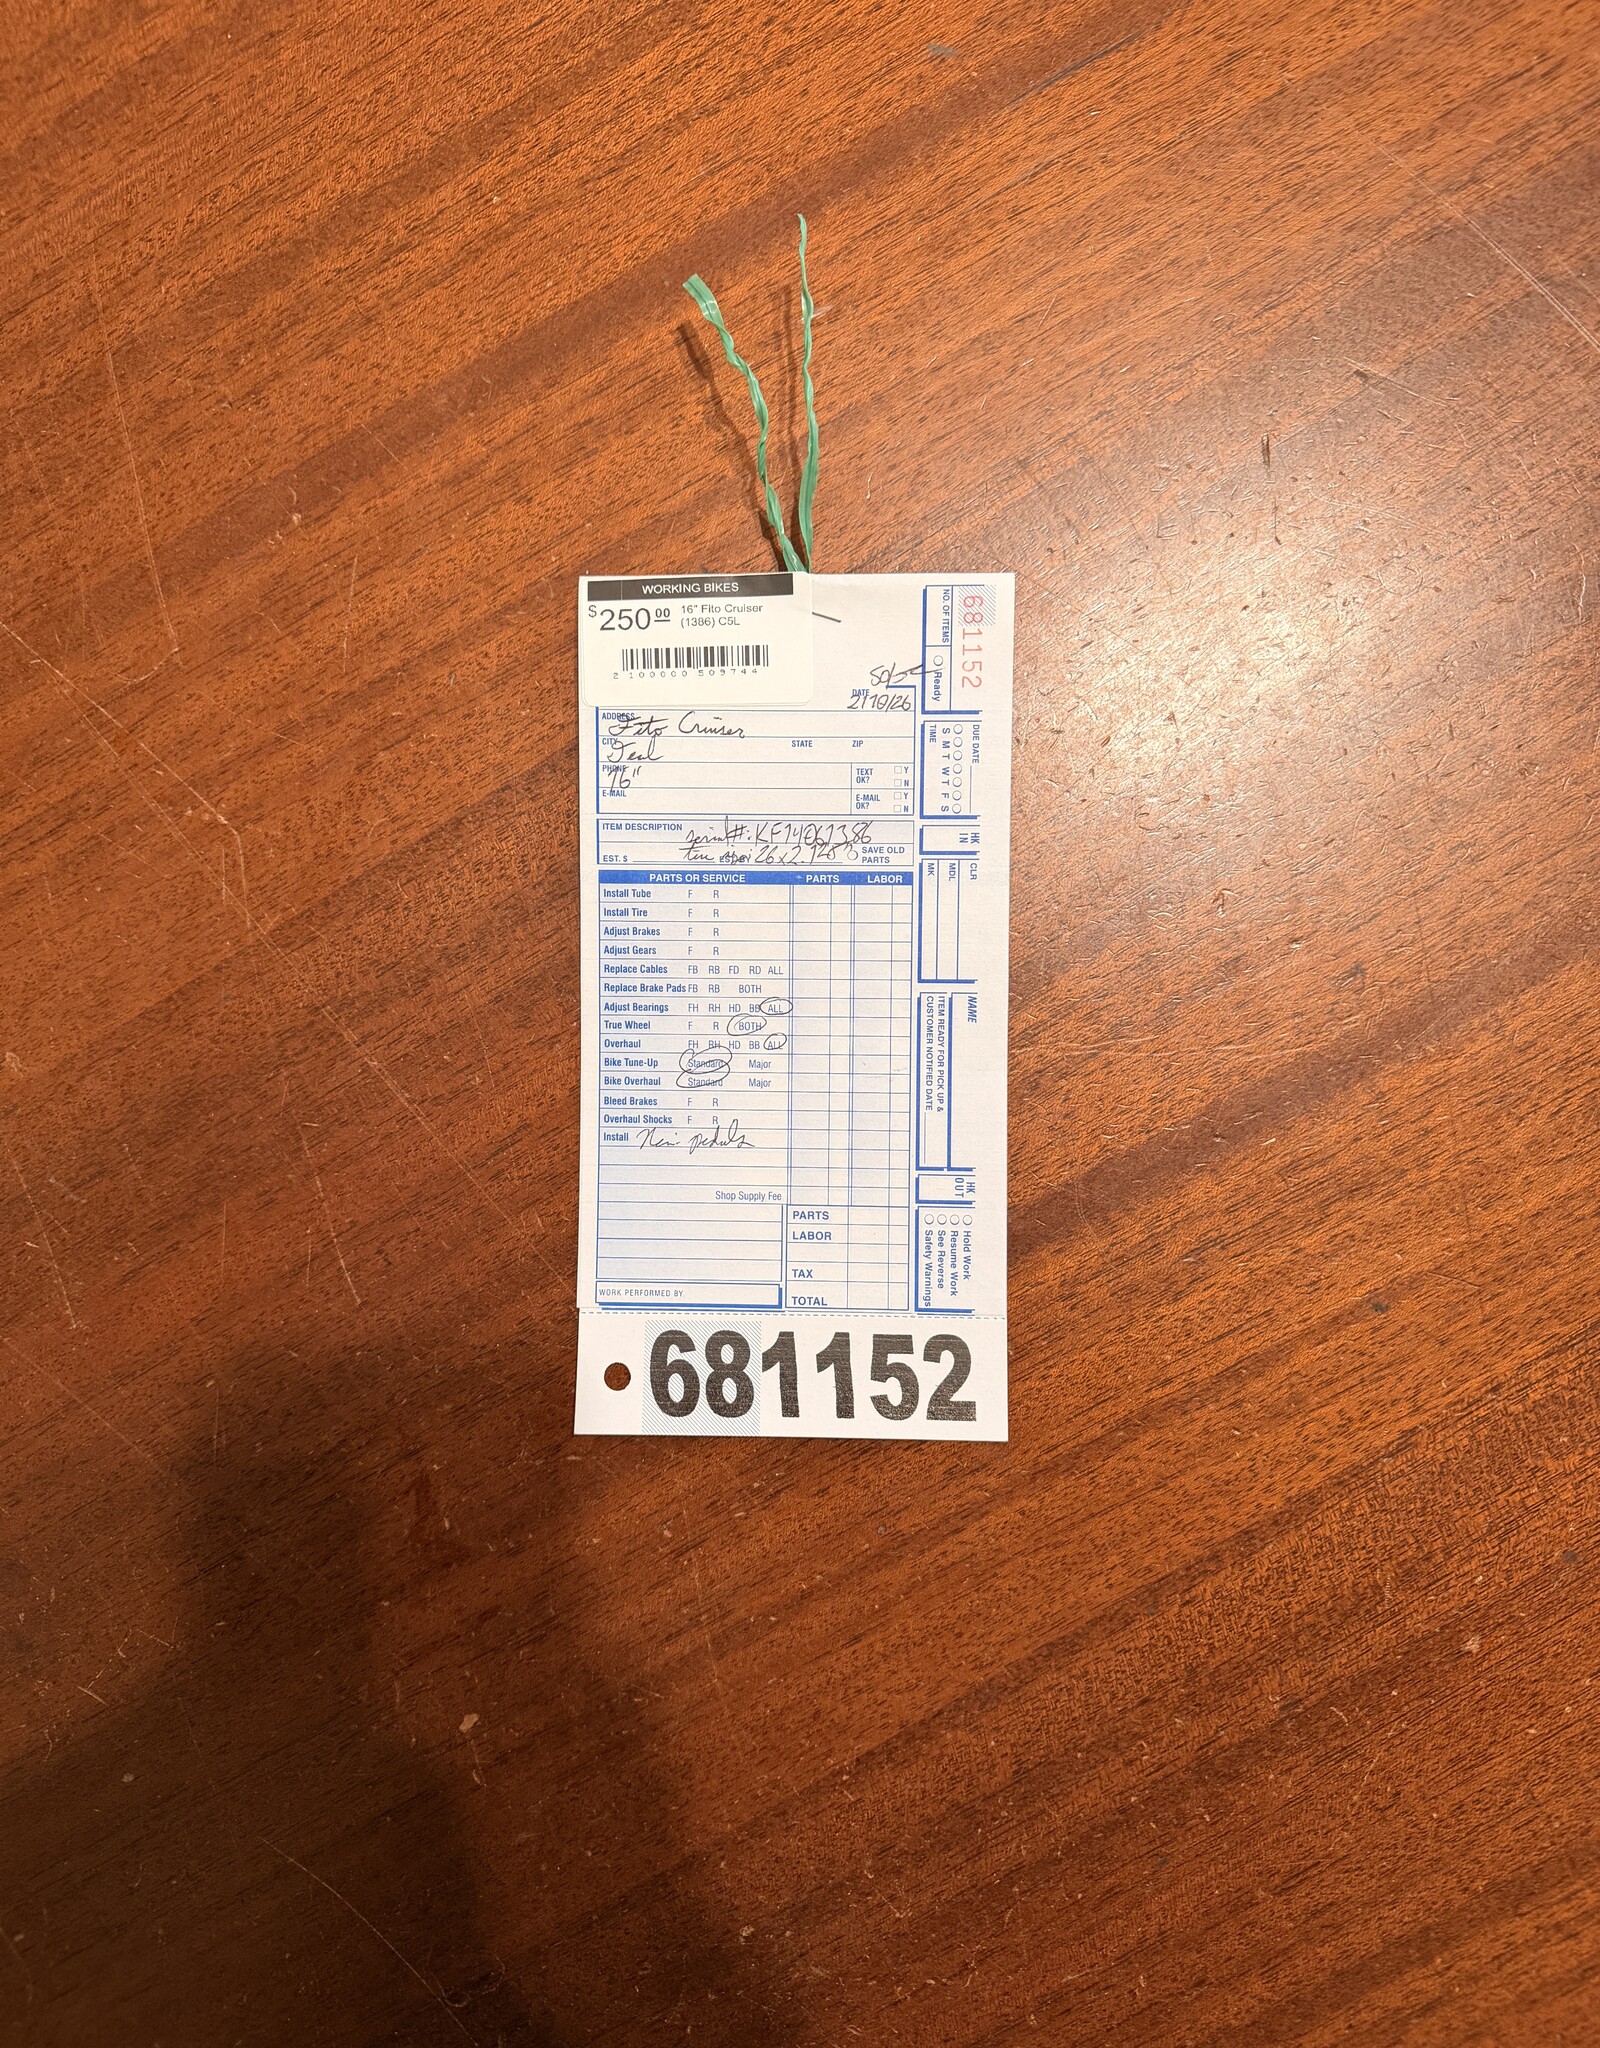 WORKING BIKES
$250.00 16" Fito Cruiser
(1386) C5L
2 100000 509744
DATE
2/10/26
ADDRESS
Fito Cruiser
CITY STATE ZIP
Teal
PHONE TEXT OK? Y N
16"
E-MAIL E-MAIL OK? Y N
ITEM DESCRIPTION serial#: KF14061386
EST. $ 26 x 2.125 SAVE OLD PARTS
PARTS OR SERVICE PARTS LABOR
Install Tube F R
Install Tire F R
Adjust Brakes F R
Adjust Gears F R
Replace Cables FB RB FD RD ALL
Replace Brake Pads FB RB BOTH
Adjust Bearings FH RH HD BB ALL
True Wheel F R BOTH
Overhaul FH RH HD BB ALL
Bike Tune-Up Standard Major
Bike Overhaul Standard Major
Bleed Brakes F R
Overhaul Shocks F R
Install New pedals
Shop Supply Fee
PARTS
LABOR
TAX
WORK PERFORMED BY
TOTAL
681152
681152
NO. OF ITEMS Ready
DUE DATE
S M T W T F S
TIME
HK IN
CLR
MDL
MK
NAME
ITEM READY FOR PICK UP &
CUSTOMER NOTIFIED DATE
HK OUT
Hold Work
Resume Work
See Reverse
Safety Warnings